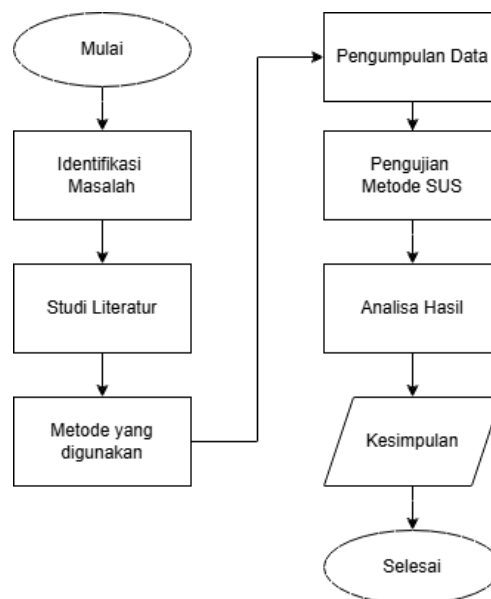 Mulai
Identifikasi
Masalah
Studi Literatur
Metode yang
digunakan
Pengumpulan Data
Pengujian
Metode SUS
Analisa Hasil
Kesimpulan
Selesai